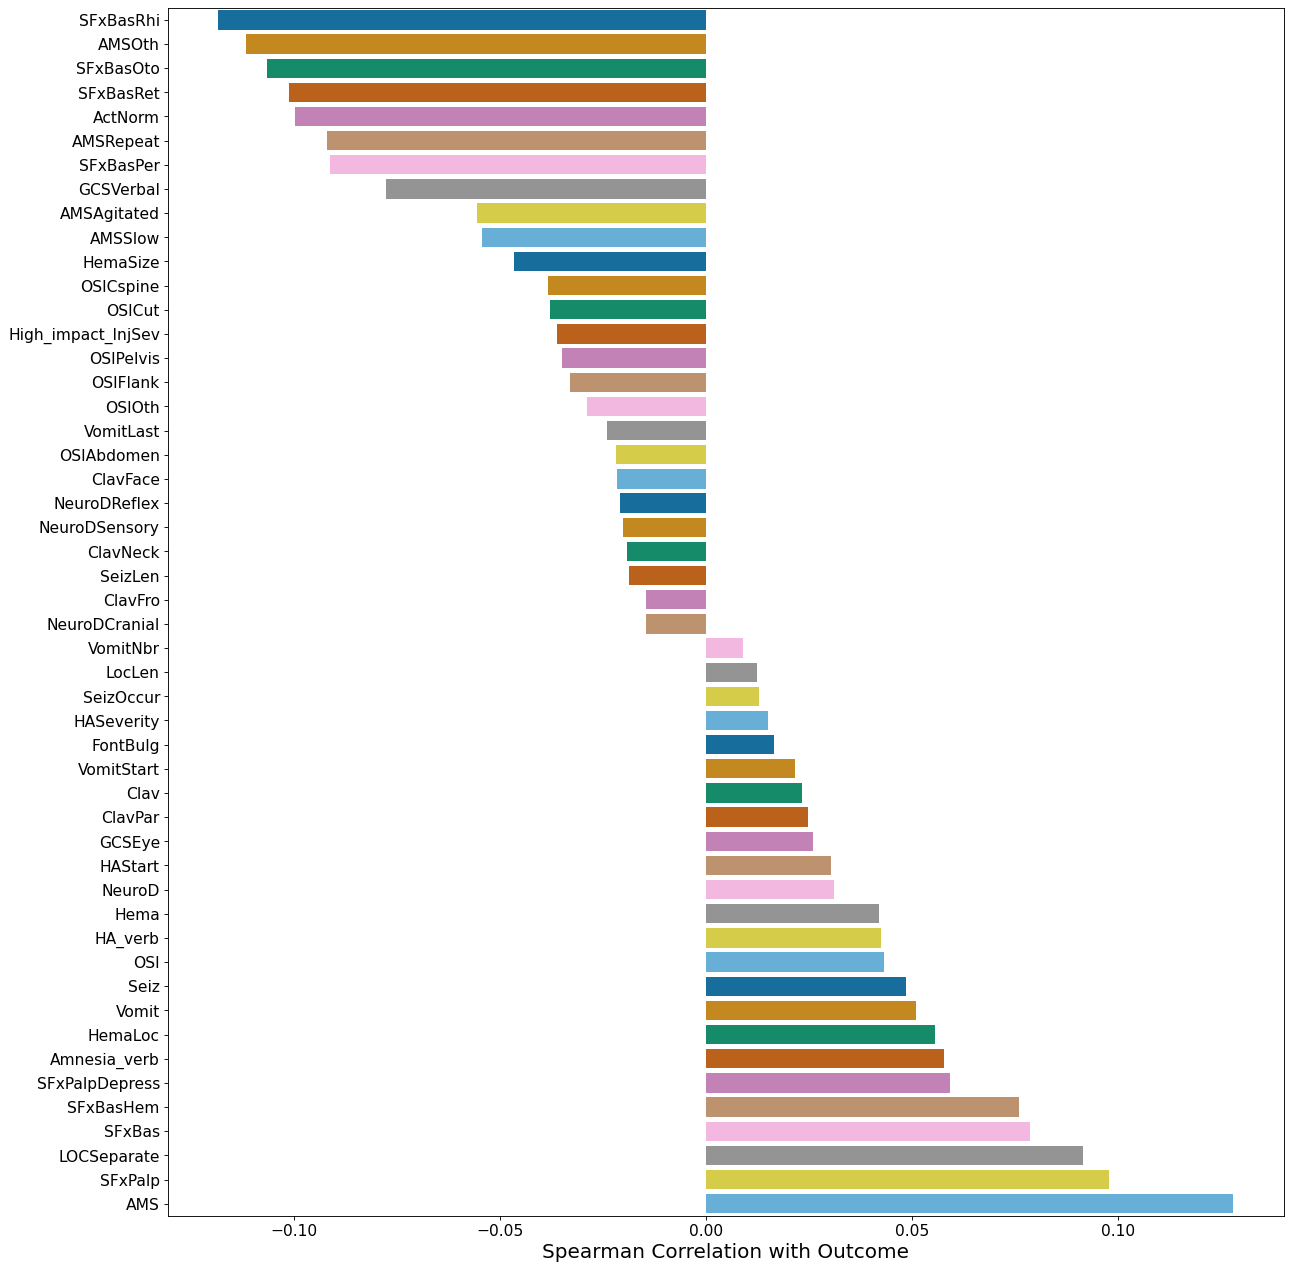 SFxBasRhi
AMSOth
SFxBasOto
SFxBasRet
ActNorm
AMSRepeat
SFxBasPer
GCSVerbal
AMSAgitated
AMSSlow
HemaSize
OSICspine
OSICut
High_impact_InjSev
OSIPelvis
OSIFlank
OSIOth
VomitLast
OSIAbdomen
ClavFace
NeuroDReflex
NeuroDSensory
ClavNeck
SeizLen
ClavFro
NeuroDCranial
VomitNbr
LocLen
SeizOccur
HASeverity
FontBulg
VomitStart
Clav
ClavPar
GCSEye
HAStart
NeuroD
Hema
HA_verb
OSI
Seiz
Vomit
HemaLoc
Amnesia_verb
SFxPalpDepress
SFxBasHem
SFxBas
LOCSeparate
SFxPalp
AMS
−0.10 −0.05 0.00 0.05 0.10
Spearman Correlation with Outcome